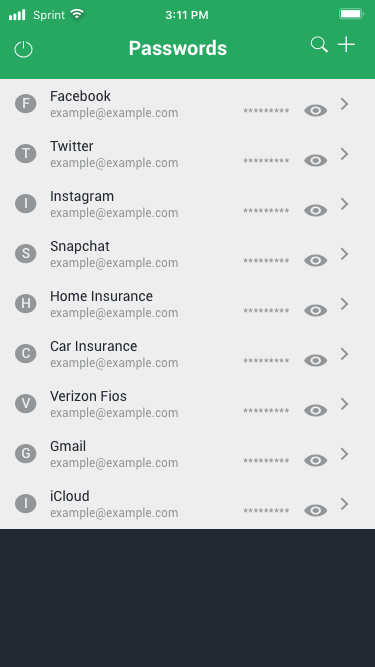 Sprint 3:11 PM
Passwords
F Facebook
example@example.com *********
T Twitter
example@example.com *********
I Instagram
example@example.com *********
S Snapchat
example@example.com *********
H Home Insurance
example@example.com *********
C Car Insurance
example@example.com *********
V Verizon Fios
example@example.com *********
G Gmail
example@example.com *********
I iCloud
example@example.com *********